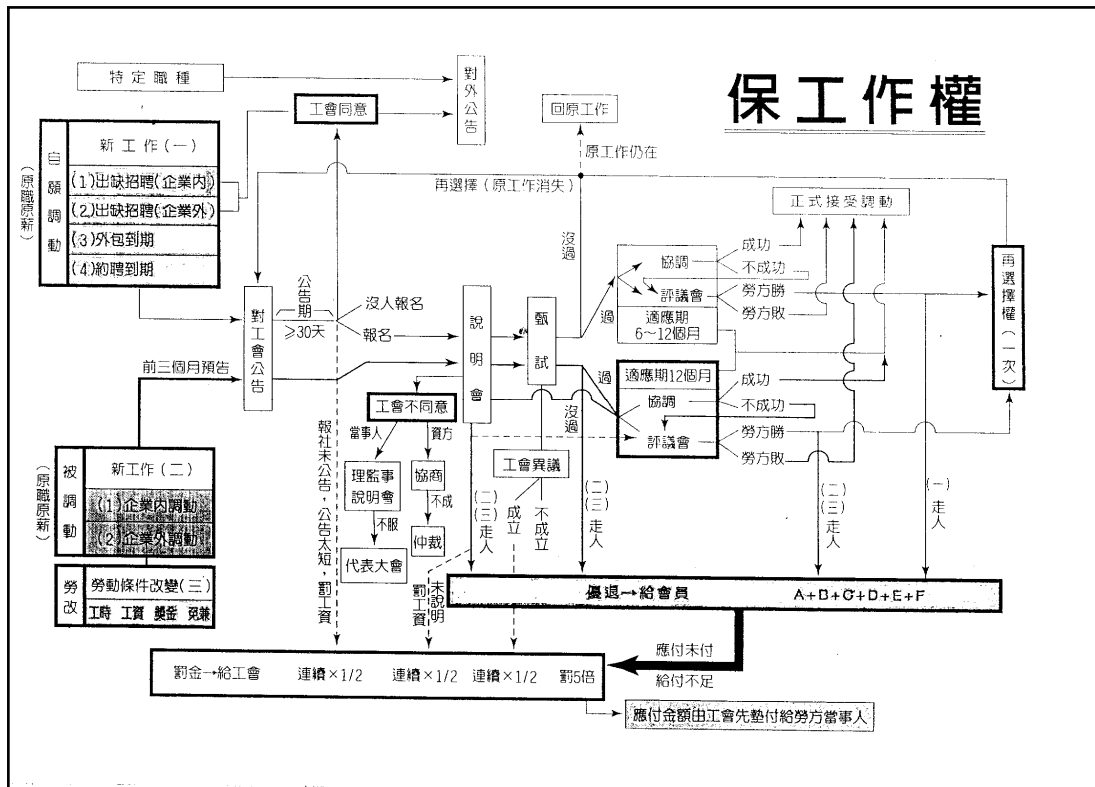 保工作權
特定職種
對外公告
工會同意
回原工作
原工作仍在
再選擇（原工作消失）
正式接受調動
自願調動
（原職原薪）
新工作(一)
(1)出缺招聘(企業內)
(2)出缺招聘(企業外)
(3)外包到期
(4)約聘到期
對工會公告
公告期
≥30天
沒人報名
報名
前三個月預告
說明會
甄試
沒過
過
協調
成功
不成功
評議會
勞方勝
勞方敗
適應期
6～12個月
再選擇權(一次)
過
沒過
適應期12個月
協調
成功
不成功
評議會
勞方勝
勞方敗
工會不同意
當事人
資方
理監事
說明會
不服
代表大會
協商
不成
仲裁
工會異議
成立
不成立
被調動
（原職原薪）
新工作(二)
(1)企業內調動
(2)企業外調動
勞改
勞動條件改變(三)
工時 工資 獎金 兌兼
報社未公告,公告太短,罰工資
(二)(三)走人
未說明
罰工資
(二)(三)走人
(二)(三)走人
(一)走人
優退→給會員 A+B+C+D+E+F
應付未付
給付不足
罰金→給工會 連續×1/2 連續×1/2 連續×1/2 罰5倍
應付金額由工會先墊付給勞方當事人